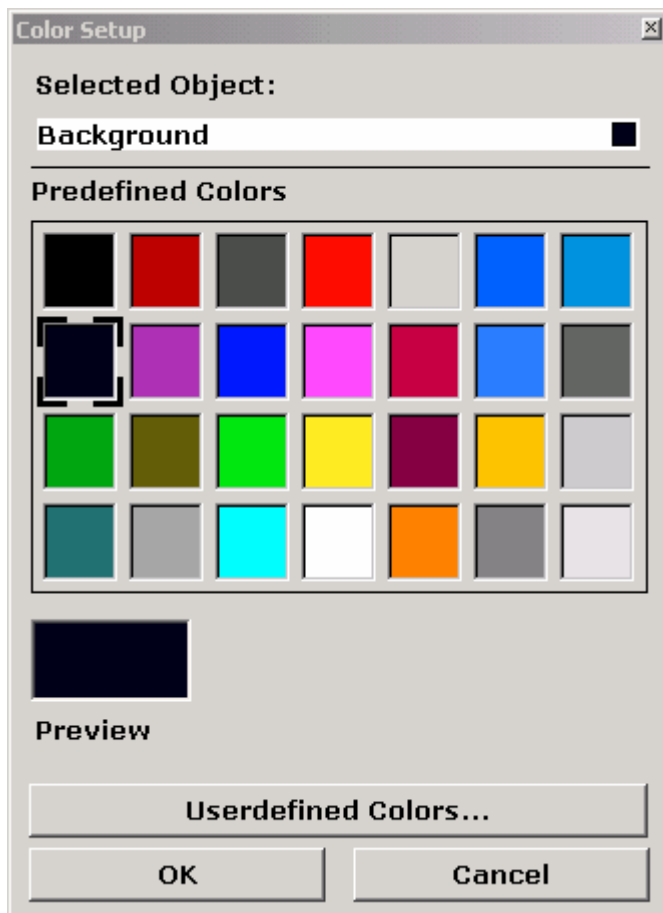 Color Setup
Selected Object:
Background
Predefined Colors
Preview
Userdefined Colors...
OK
Cancel